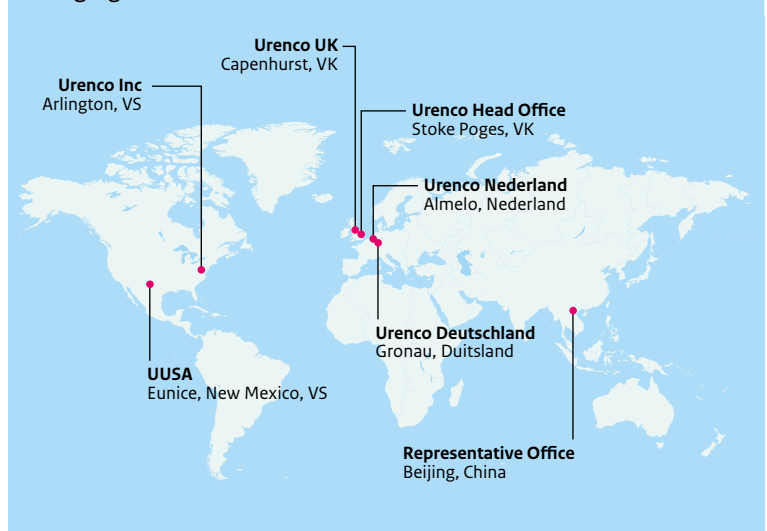 Urenco UK
Capenhurst, VK
Urenco Inc
Arlington, VS
Urenco Head Office
Stoke Poges, VK
Urenco Nederland
Almelo, Nederland
Urenco Deutschland
Gronau, Duitsland
UUSA
Eunice, New Mexico, VS
Representative Office
Beijing, China